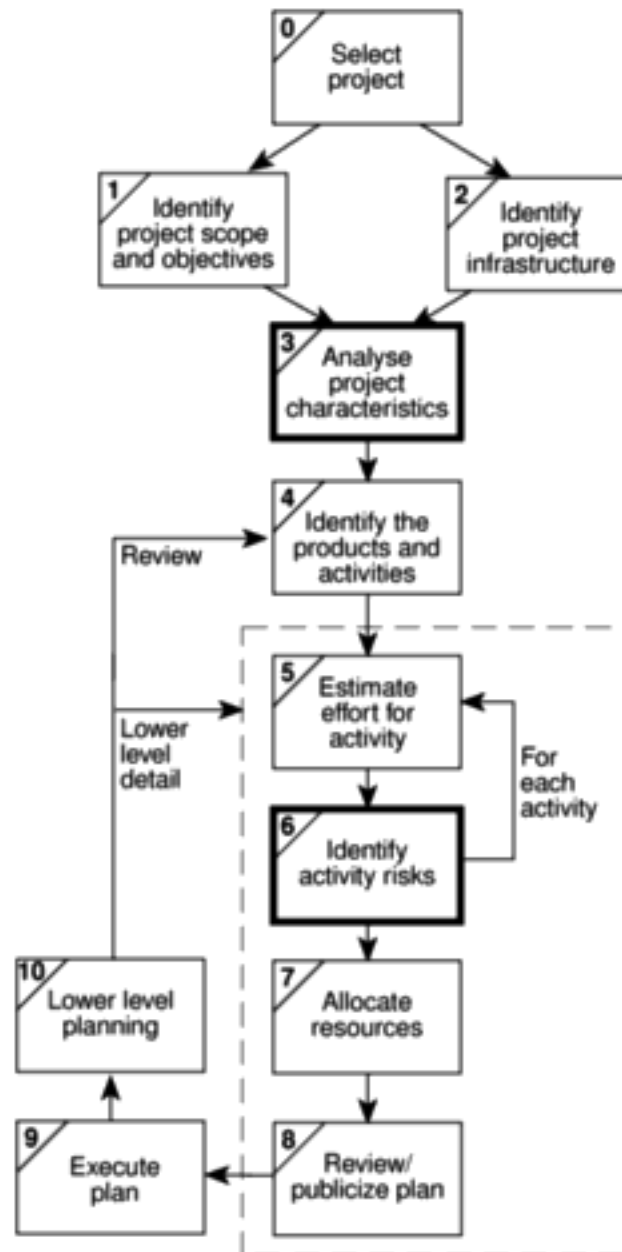 0
Select
project
1
Identify
project scope
and objectives
2
Identify
project
infrastructure
3
Analyse
project
characteristics
4
Identify the
products and
activities
Review
5
Estimate
effort for
activity
Lower
level
detail
For
each
activity
6
Identify
activity risks
10
Lower level
planning
7
Allocate
resources
9
Execute
plan
8
Review/
publicize plan